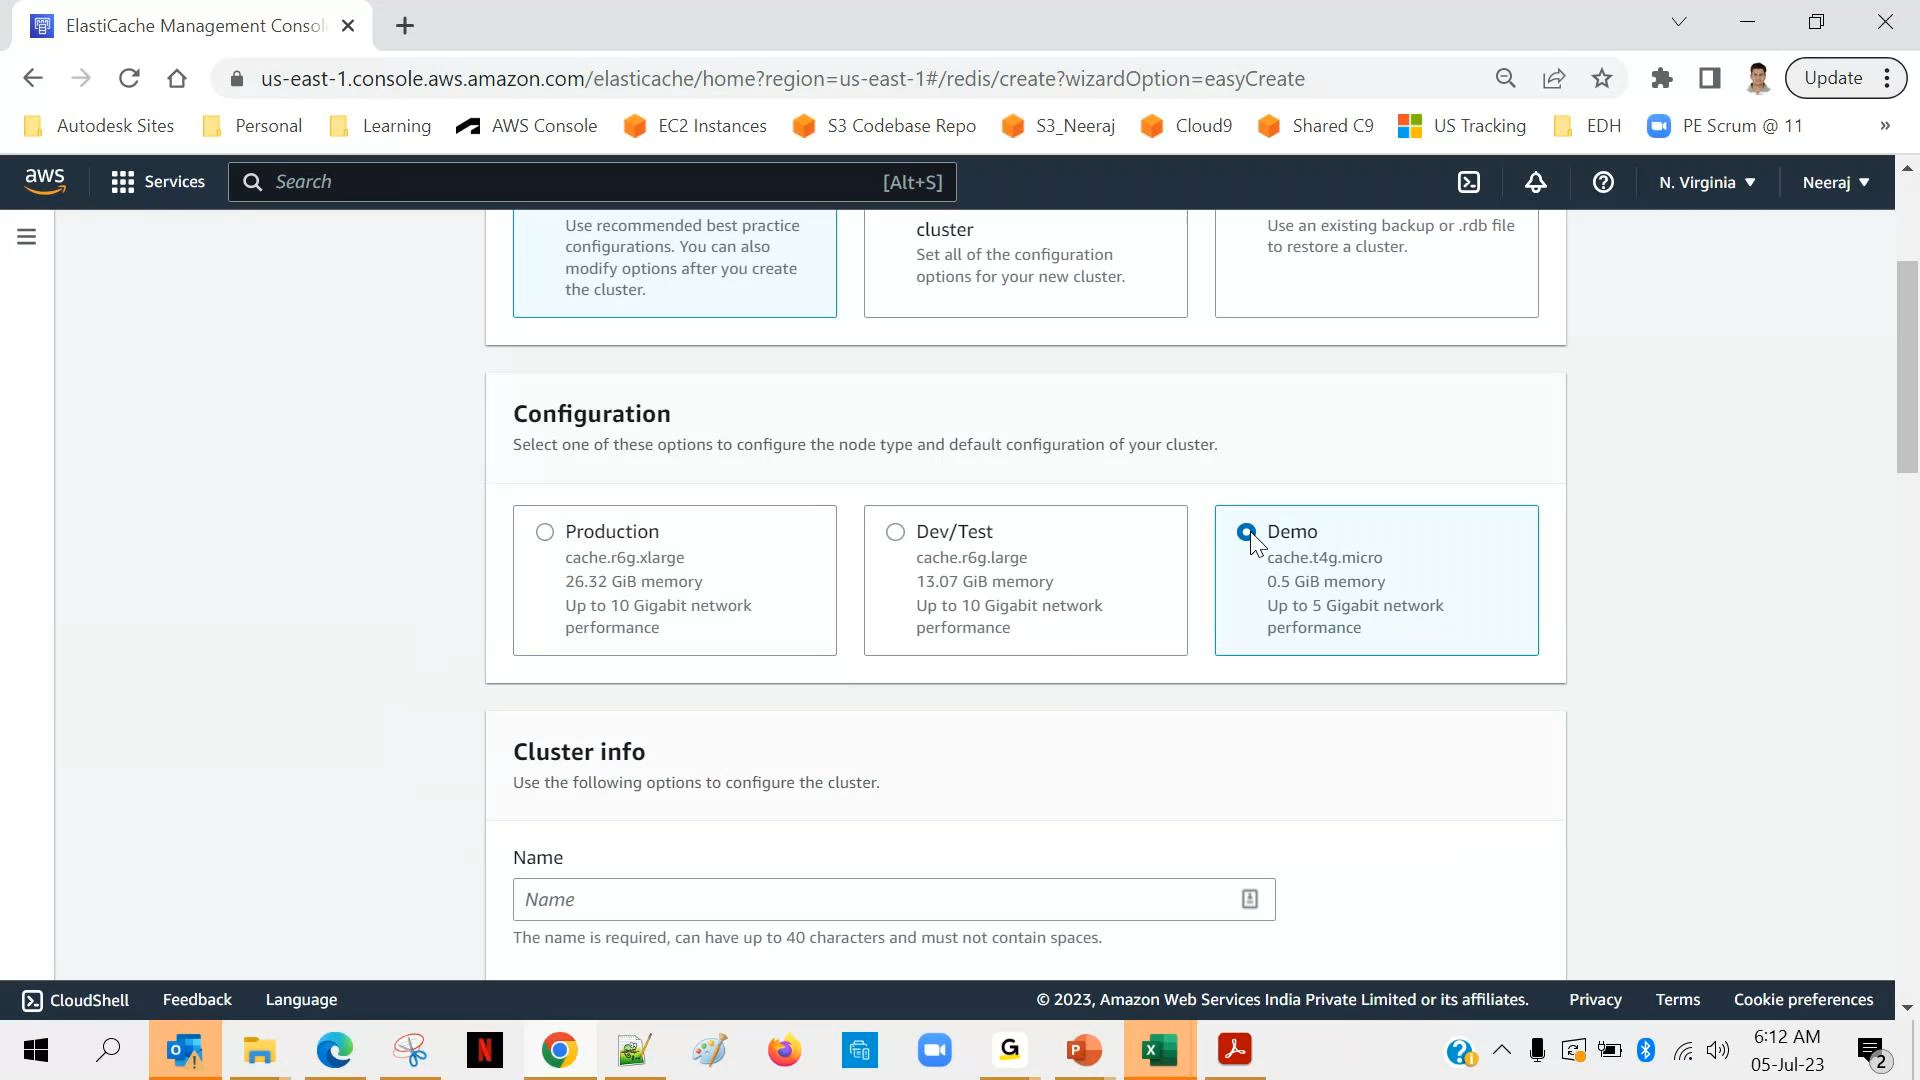 ElastiCache Management Consol
us-east-1.console.aws.amazon.com/elasticache/home?region=us-east-1#/redis/create?wizardOption=easyCreate
Update
Autodesk Sites
Personal
Learning
AWS Console
EC2 Instances
S3 Codebase Repo
S3_Neeraj
Cloud9
Shared C9
US Tracking
EDH
PE Scrum @ 11
»
aws
Services
Search
[Alt+S]
N. Virginia
Neeraj
Use recommended best practice
configurations. You can also
modify options after you create
the cluster.
cluster
Set all of the configuration
options for your new cluster.
Use an existing backup or .rdb file
to restore a cluster.
Configuration
Select one of these options to configure the node type and default configuration of your cluster.
Production
cache.r6g.xlarge
26.32 GiB memory
Up to 10 Gigabit network
performance
Dev/Test
cache.r6g.large
13.07 GiB memory
Up to 10 Gigabit network
performance
Demo
cache.t4g.micro
0.5 GiB memory
Up to 5 Gigabit network
performance
Cluster info
Use the following options to configure the cluster.
Name
Name
The name is required, can have up to 40 characters and must not contain spaces.
CloudShell
Feedback
Language
© 2023, Amazon Web Services India Private Limited or its affiliates.
Privacy
Terms
Cookie preferences
N
G
P
X
6:12 AM
05-Jul-23
2